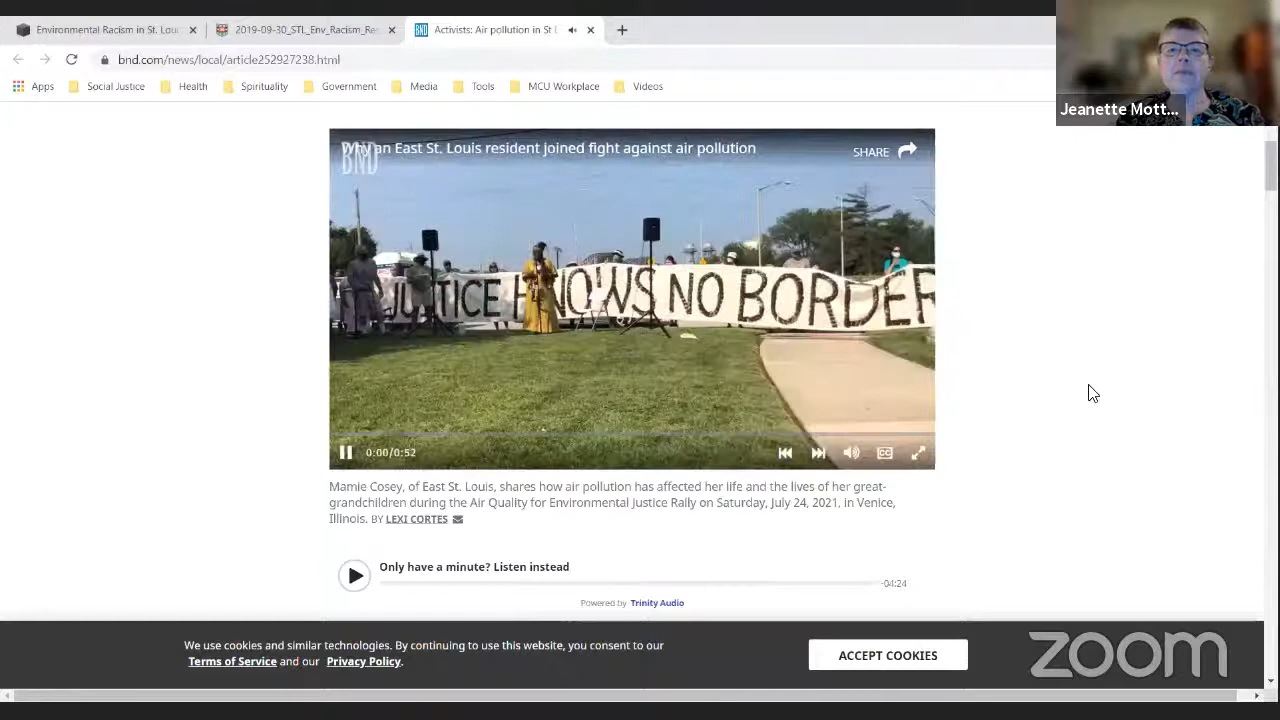 Environmental Racism in St. Lou
2019-09-30_STL_Env_Racism_Re
BND
Activists: Air pollution in St L
bnd.com/news/local/article252927238.html
Apps
Social Justice
Health
Spirituality
Government
Media
Tools
MCU Workplace
Videos
Jeanette Mott...
BND
Why an East St. Louis resident joined fight against air pollution
SHARE
JUSTICE KNOWS NO BORDER
0:00/0:52
CC
Mamie Cosey, of East St. Louis, shares how air pollution has affected her life and the lives of her great-
grandchildren during the Air Quality for Environmental Justice Rally on Saturday, July 24, 2021, in Venice,
Illinois. BY LEXI CORTES
Only have a minute? Listen instead
-04:24
Powered by Trinity Audio
We use cookies and similar technologies. By continuing to use this website, you consent to our
Terms of Service and our Privacy Policy.
ACCEPT COOKIES
zoom